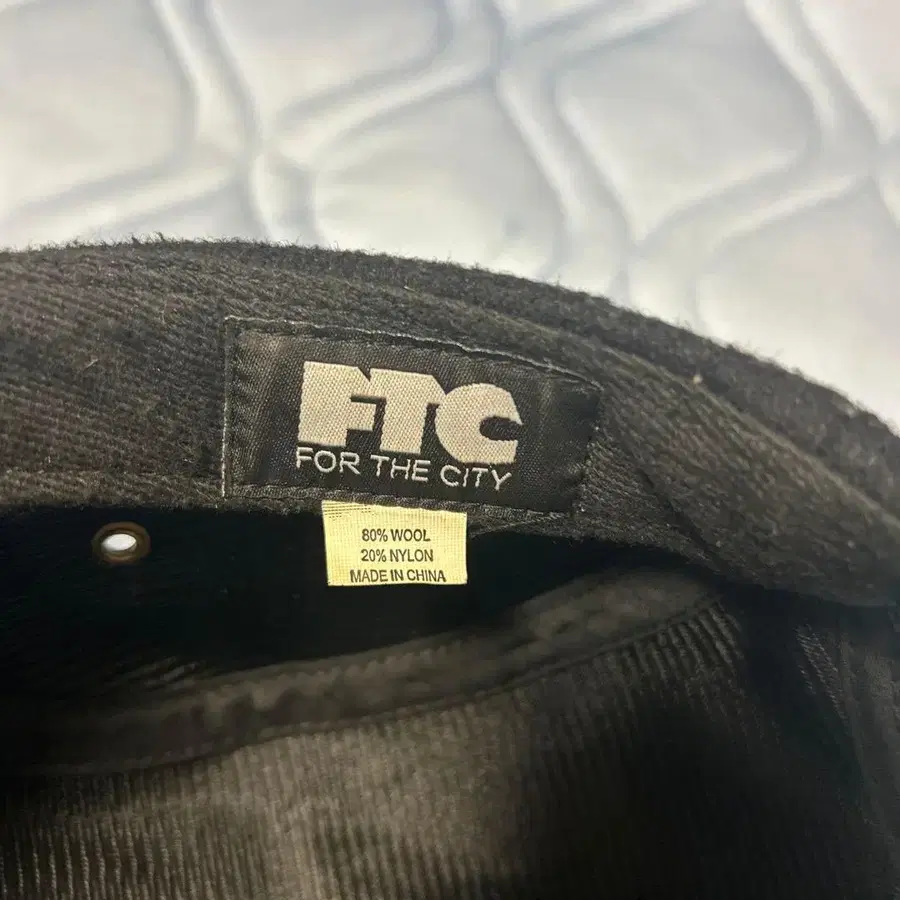 FTC
FOR THE CITY
80% WOOL
20% NYLON
MADE IN CHINA